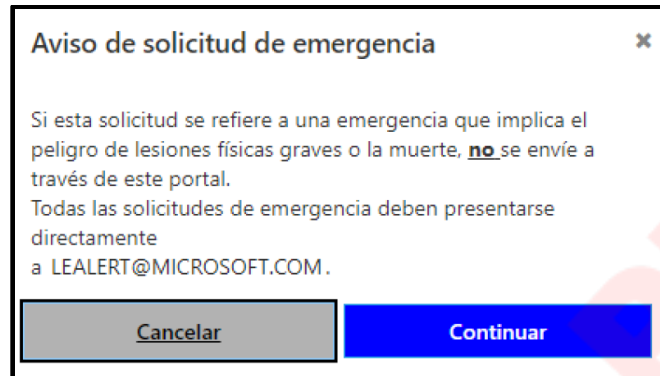 Aviso de solicitud de emergencia
Si esta solicitud se refiere a una emergencia que implica el
peligro de lesiones físicas graves o la muerte, no se envíe a
través de este portal.
Todas las solicitudes de emergencia deben presentarse
directamente
a LEALERT@MICROSOFT.COM.
Cancelar
Continuar